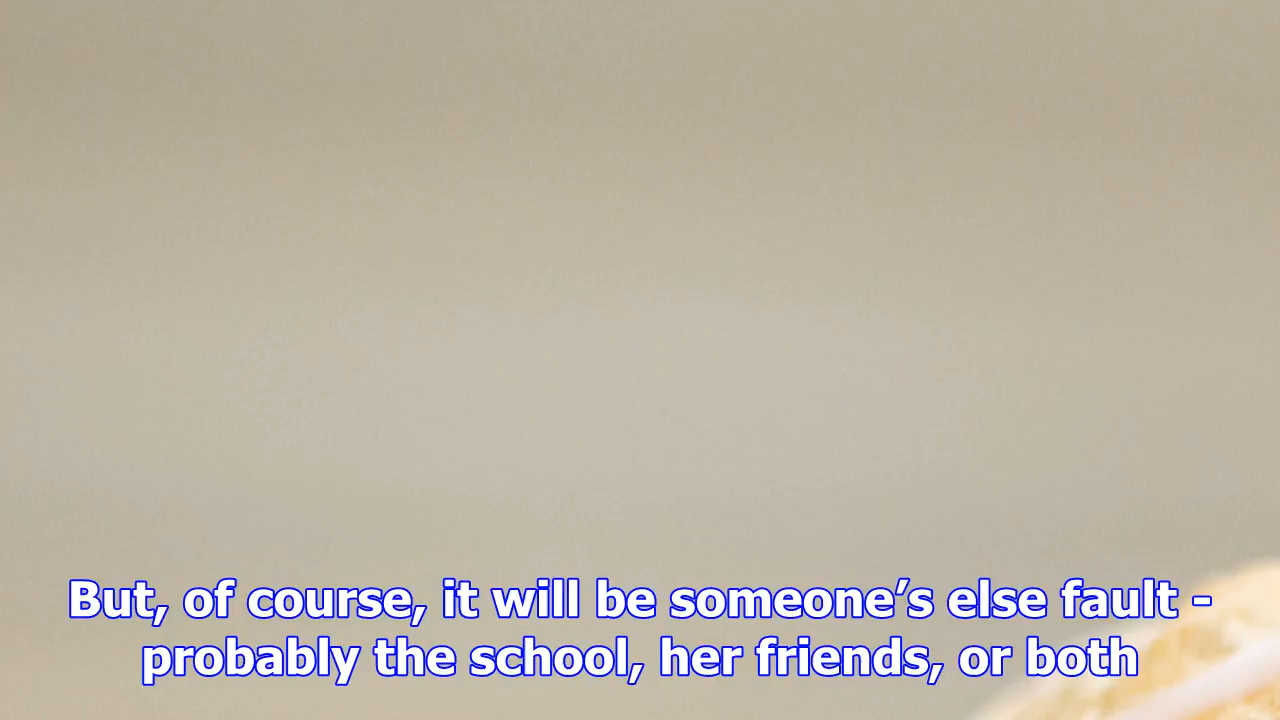 But, of course, it will be someone’s else fault -
probably the school, her friends, or both